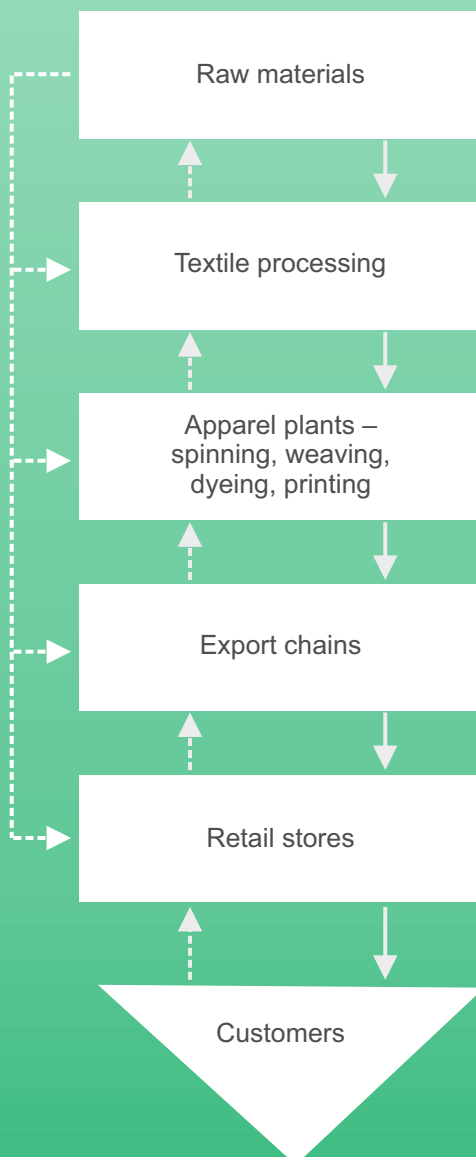 Raw materials
Textile processing
Apparel plants –
spinning, weaving,
dyeing, printing
Export chains
Retail stores
Customers